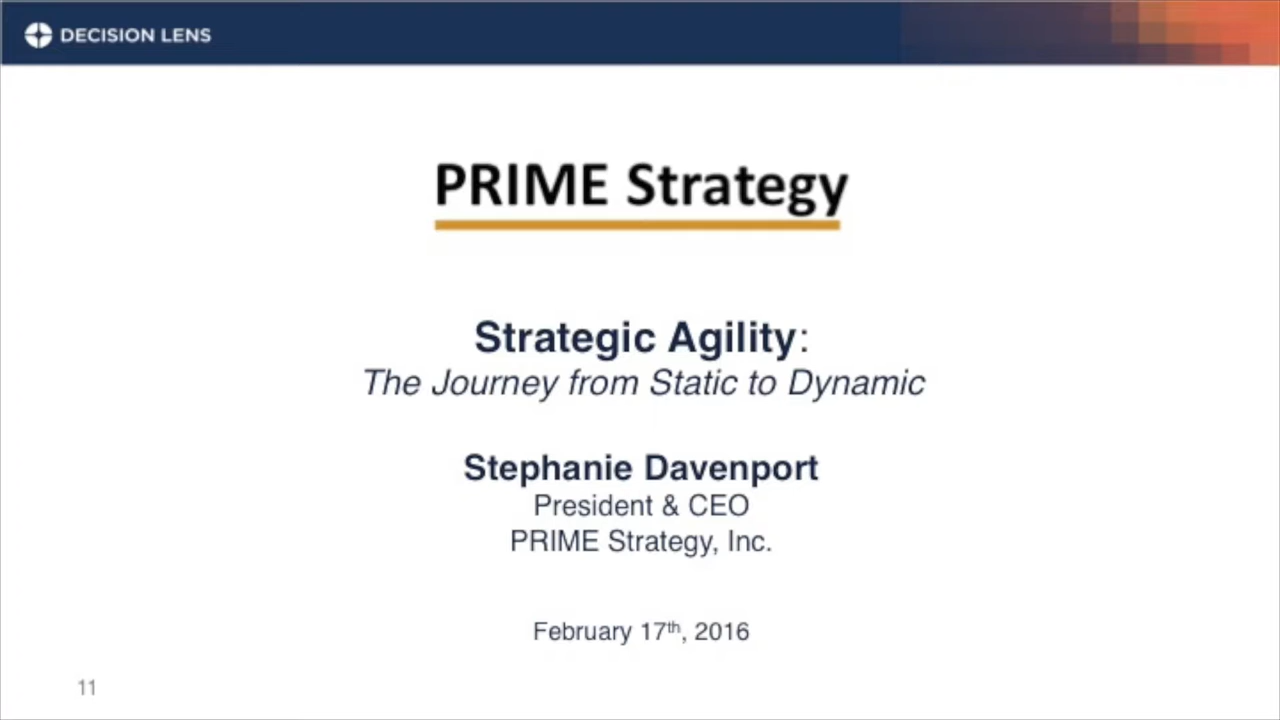 DECISION LENS
PRIME Strategy
Strategic Agility:
The Journey from Static to Dynamic
Stephanie Davenport
President & CEO
PRIME Strategy, Inc.
February 17th, 2016
11